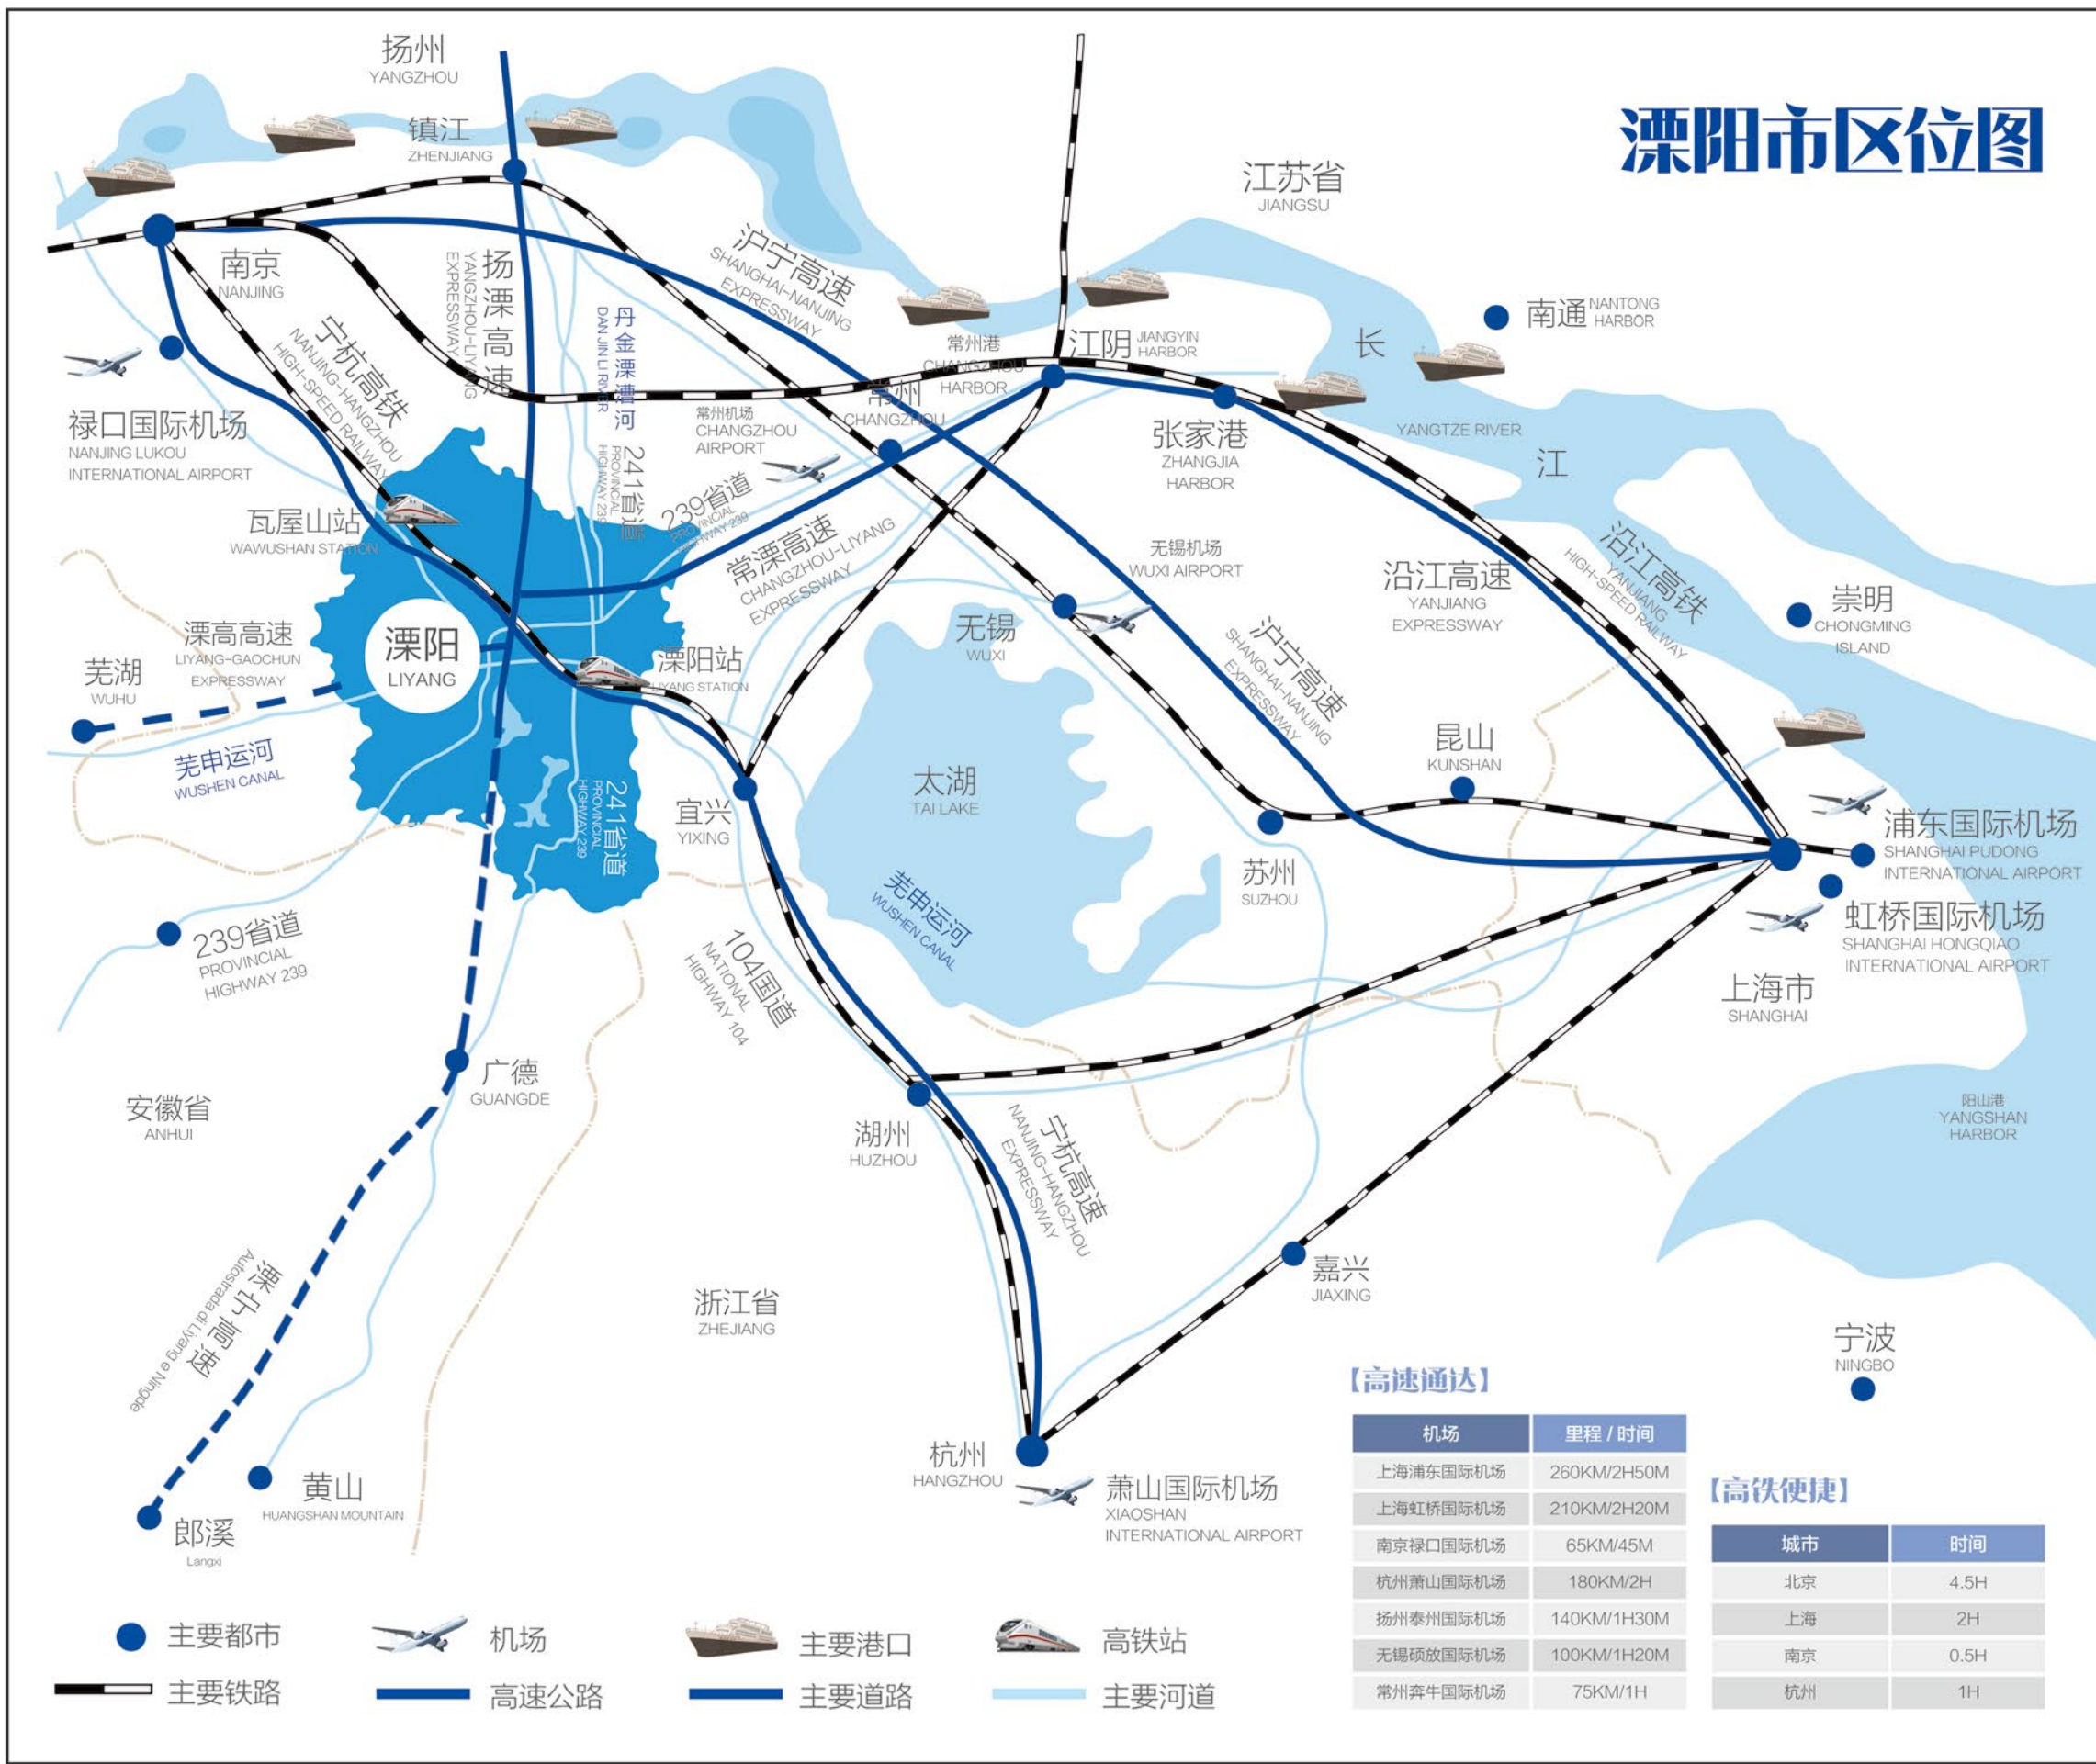 溧阳市区位图
扬州
YANGZHOU
镇江
ZHENJIANG
江苏省
JIANGSU
南京
NANJING
扬溧高速
YANGZHOU-LIYANG
EXPRESSWAY
沪宁高速
SHANGHAI-NANJING
EXPRESSWAY
丹金溧漕河
DAN JIN LI RIVER
宁杭高铁
NANJING-HANGZHOU
HIGH-SPEED RAILWAY
常州港
CHANGZHOU
HARBOR
江阴
JIANGYIN
HARBOR
长
江
YANGTZE RIVER
南通
NANTONG
HARBOR
禄口国际机场
NANJING LUKOU
INTERNATIONAL AIRPORT
常州机场
CHANGZHOU
AIRPORT
常州
CHANGZHOU
张家港
ZHANGJIA
HARBOR
241省道
PROVINCIAL
HIGHWAY 239
239省道
PROVINCIAL
HIGHWAY 239
瓦屋山站
WAWUSHAN STATION
常溧高速
CHANGZHOU-LIYANG
EXPRESSWAY
无锡机场
WUXI AIRPORT
沿江高速
YANJIANG
EXPRESSWAY
沿江高铁
YANJIANG
HIGH-SPEED RAILWAY
崇明
CHONGMING
ISLAND
溧高高速
LIYANG-GAOCHUN
EXPRESSWAY
溧阳
LIYANG
溧阳站
LIYANG STATION
无锡
WUXI
沪宁高速
SHANGHAI-NANJING
EXPRESSWAY
芜湖
WUHU
芜申运河
WUSHEN CANAL
241省道
PROVINCIAL
HIGHWAY 239
宜兴
YIXING
太湖
TAI LAKE
昆山
KUNSHAN
苏州
SUZHOU
浦东国际机场
SHANGHAI PUDONG
INTERNATIONAL AIRPORT
虹桥国际机场
SHANGHAI HONGQIAO
INTERNATIONAL AIRPORT
上海市
SHANGHAI
239省道
PROVINCIAL
HIGHWAY 239
104国道
NATIONAL
HIGHWAY 104
芜申运河
WUSHEN CANAL
广德
GUANGDE
安徽省
ANHUI
湖州
HUZHOU
宁杭高速
NANJING-HANGZHOU
EXPRESSWAY
阳山港
YANGSHAN
HARBOR
溧宁高速
Autostrada di Liyang e Ningde
浙江省
ZHEJIANG
嘉兴
JIAXING
宁波
NINGBO
杭州
HANGZHOU
萧山国际机场
XIAOSHAN
INTERNATIONAL AIRPORT
黄山
HUANGSHAN MOUNTAIN
郎溪
Langxi
【高速通达】
机场 里程 / 时间
上海浦东国际机场 260KM/2H50M
上海虹桥国际机场 210KM/2H20M
南京禄口国际机场 65KM/45M
杭州萧山国际机场 180KM/2H
扬州泰州国际机场 140KM/1H30M
无锡硕放国际机场 100KM/1H20M
常州奔牛国际机场 75KM/1H
【高铁便捷】
城市 时间
北京 4.5H
上海 2H
南京 0.5H
杭州 1H
主要都市 机场 主要港口 高铁站
主要铁路 高速公路 主要道路 主要河道